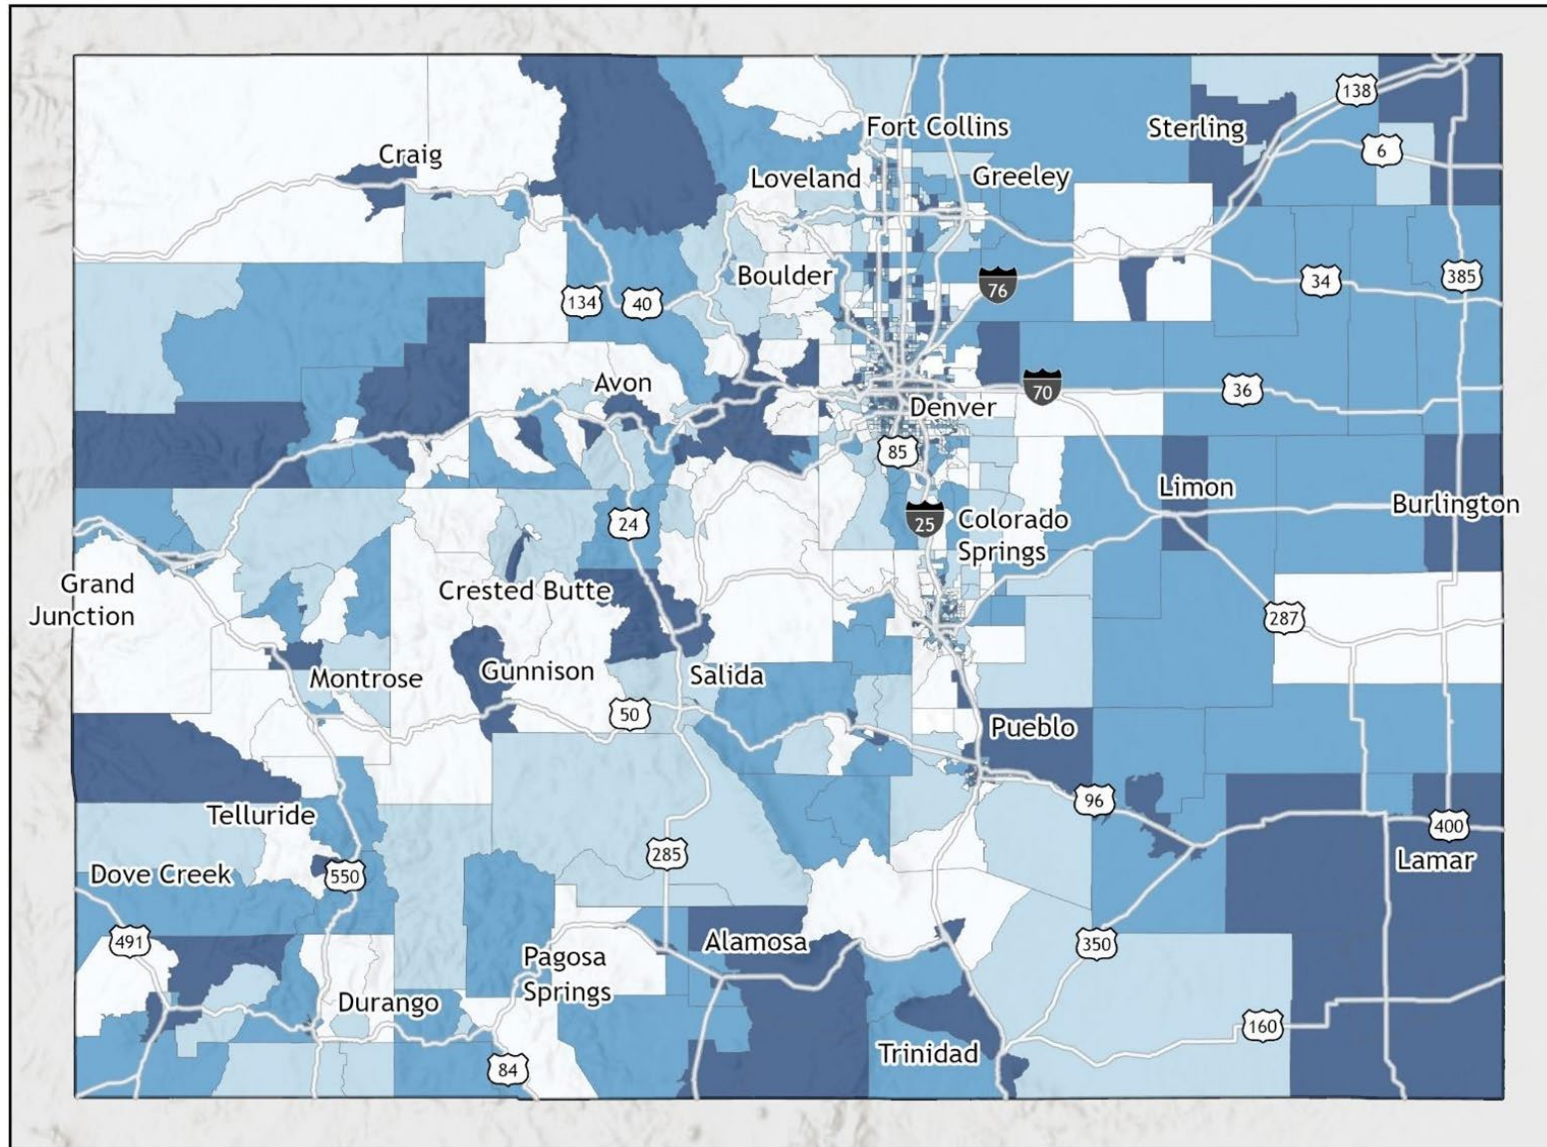 138
Fort Collins
Sterling
6
Craig
Loveland
Greeley
Boulder
76
34
385
134
40
Avon
70
36
Denver
85
Limon
Burlington
24
25
Colorado
Springs
Grand
Junction
Crested Butte
287
Montrose
Gunnison
Salida
50
Pueblo
Telluride
96
400
285
Lamar
Dove Creek
550
491
Alamosa
350
Pagosa
Springs
Durango
160
Trinidad
84